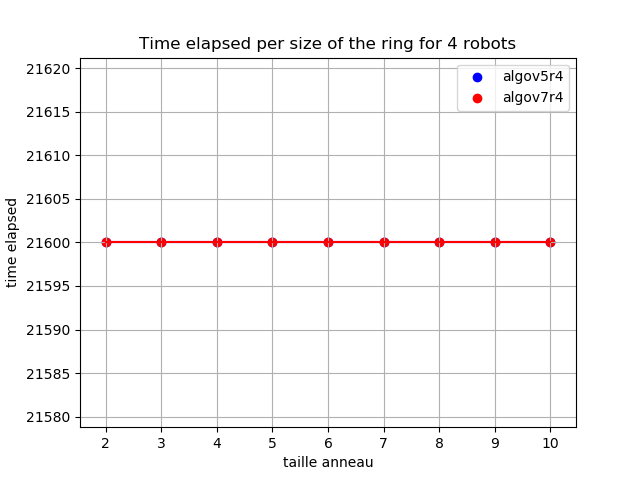 Time elapsed per size of the ring for 4 robots
algov5r4
algov7r4
time elapsed
21620
21615
21610
21605
21600
21595
21590
21585
21580
2 3 4 5 6 7 8 9 10
taille anneau